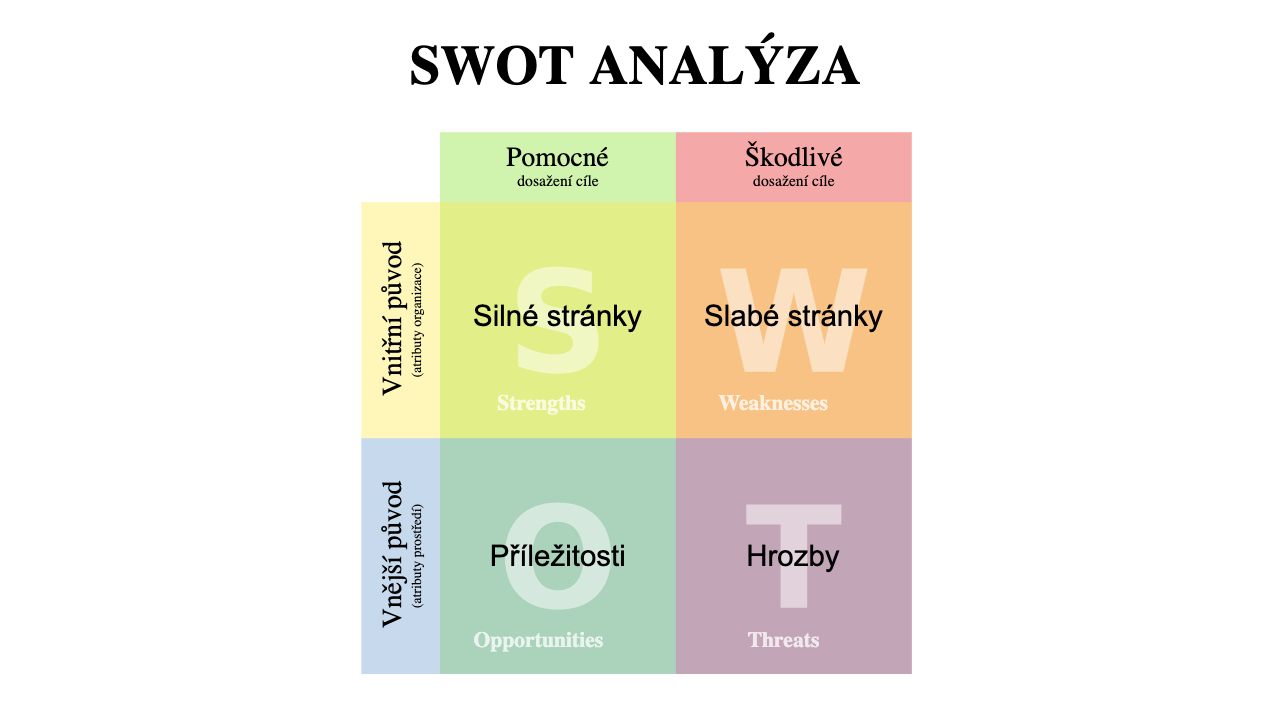 SWOT ANALÝZA
Pomocné
dosažení cíle
Škodlivé
dosažení cíle
Vnitřní původ
(atributy organizace)
S
Silné stránky
Strengths
W
Slabé stránky
Weaknesses
Vnější původ
(atributy prostředí)
O
Příležitosti
Opportunities
T
Hrozby
Threats